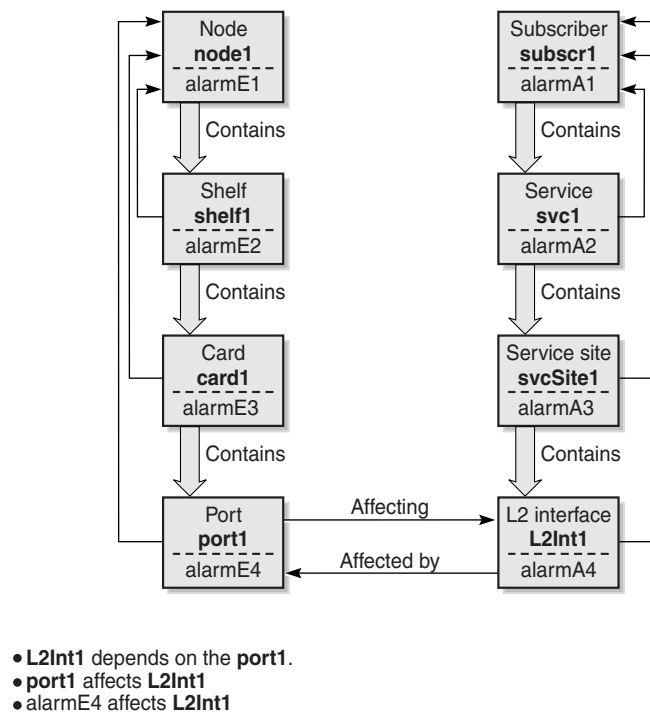 Node
node1
alarmE1
Contains
Shelf
shelf1
alarmE2
Contains
Card
card1
alarmE3
Contains
Port
port1
alarmE4
Subscriber
subscr1
alarmA1
Contains
Service
svc1
alarmA2
Contains
Service site
svcSite1
alarmA3
Contains
L2 interface
L2Int1
alarmA4
Affecting
Affected by
• L2Int1 depends on the port1.
• port1 affects L2Int1
• alarmE4 affects L2Int1